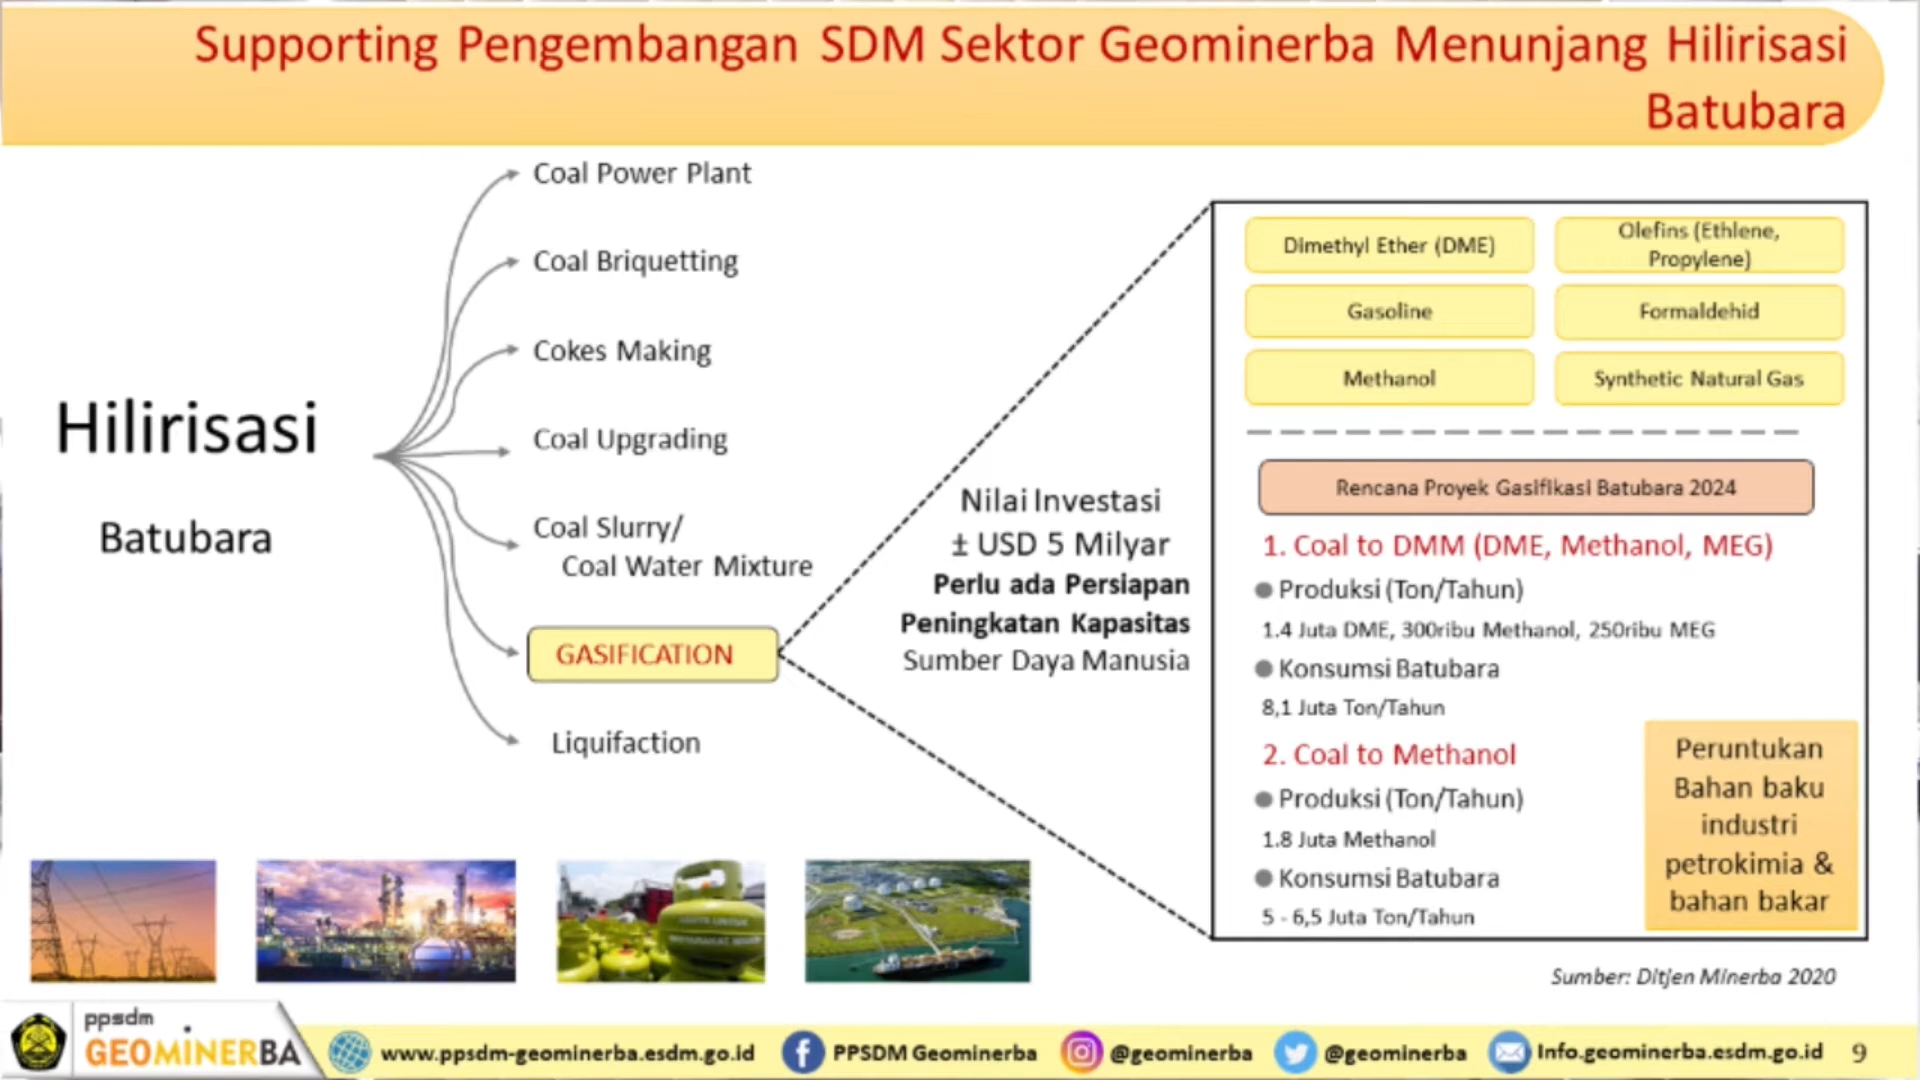 Supporting Pengembangan SDM Sektor Geominerba Menunjang Hilirisasi
Batubara
Hilirisasi
Batubara
Coal Power Plant
Coal Briquetting
Cokes Making
Coal Upgrading
Coal Slurry/
Coal Water Mixture
GASIFICATION
Liquifaction
Nilai Investasi
± USD 5 Milyar
Perlu ada Persiapan
Peningkatan Kapasitas
Sumber Daya Manusia
Dimethyl Ether (DME)
Olefins (Ethlene,
Propylene)
Gasoline
Formaldehid
Methanol
Synthetic Natural Gas
Rencana Proyek Gasifikasi Batubara 2024
1. Coal to DMM (DME, Methanol, MEG)
Produksi (Ton/Tahun)
1.4 Juta DME, 300ribu Methanol, 250ribu MEG
Konsumsi Batubara
8,1 Juta Ton/Tahun
2. Coal to Methanol
Produksi (Ton/Tahun)
1.8 Juta Methanol
Konsumsi Batubara
5 - 6,5 Juta Ton/Tahun
Peruntukan
Bahan baku
industri
petrokimia &
bahan bakar
Sumber: Ditjen Minerba 2020
ppsdm
GEOMINERBA
www.ppsdm-geominerba.esdm.go.id
PPSDM Geominerba
@geominerba
@geominerba
Info.geominerba.esdm.go.id
9